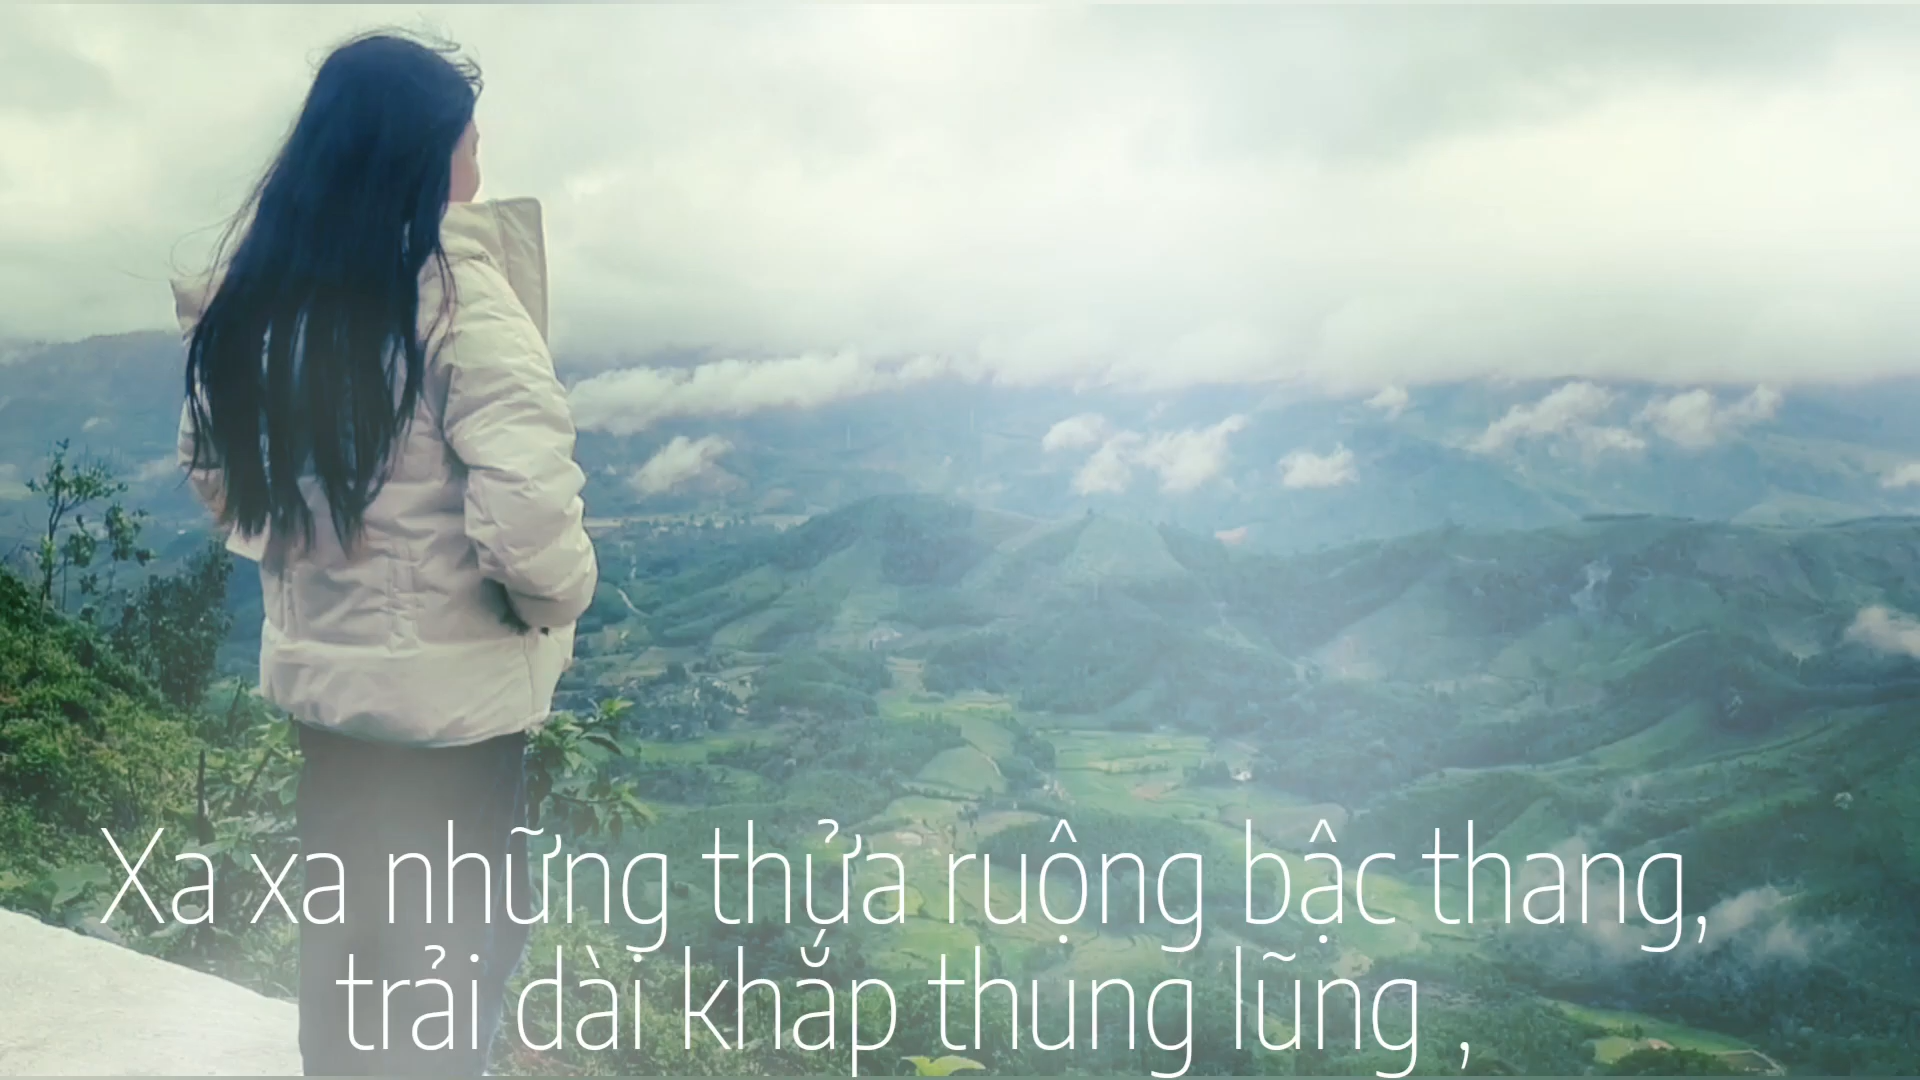 Xa xa những thửa ruộng bậc thang,
trải dài khắp thung lũng ,